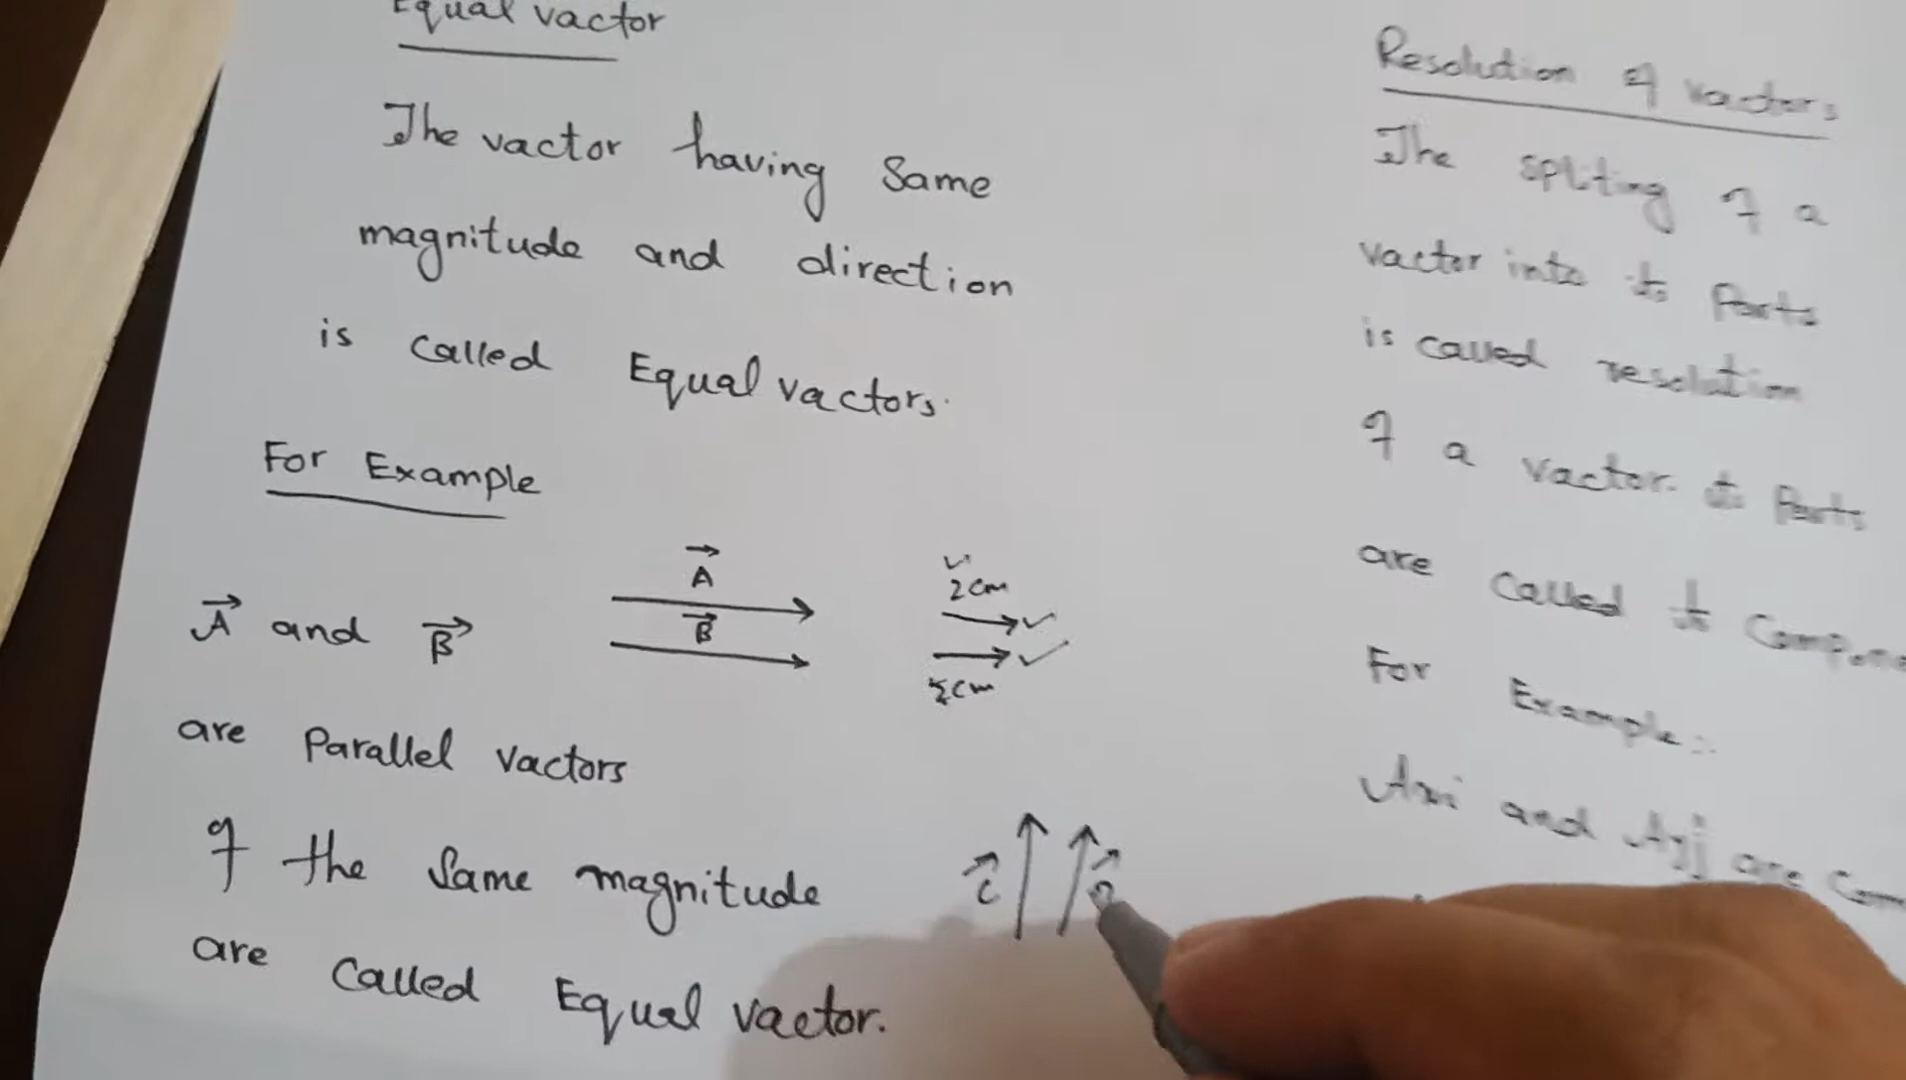 Equal vactor
The vactor having Same
magnitude and direction
is called Equal vactors.
For Example
A and B
are Parallel vactors
of the Same magnitude
are Called Equal vactor.
A
B
2cm
cm
Resolution of vactors
The spliting of a
vactor into its Parts
is called resolution
of a vactor. its Parts
are Called its
For Example:
and are